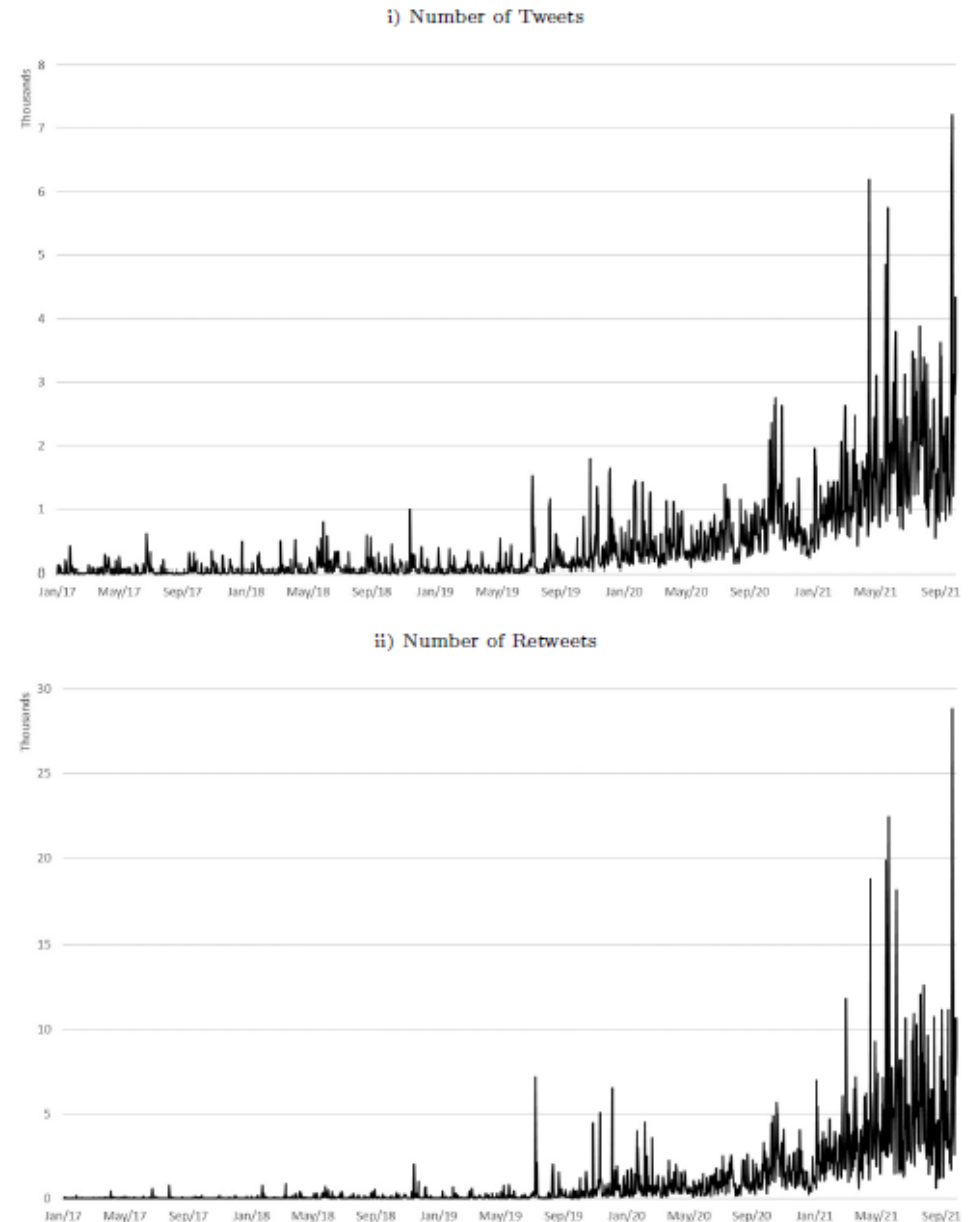 i) Number of Tweets
Thousands
8
7
6
5
4
3
2
1
0
Jan/17 May/17 Sep/17 Jan/18 May/18 Sep/18 Jan/19 May/19 Sep/19 Jan/20 May/20 Sep/20 Jan/21 May/21 Sep/21
ii) Number of Retweets
Thousands
30
25
20
15
10
5
0
Jan/17 May/17 Sep/17 Jan/18 May/18 Sep/18 Jan/19 May/19 Sep/19 Jan/20 May/20 Sep/20 Jan/21 May/21 Sep/21